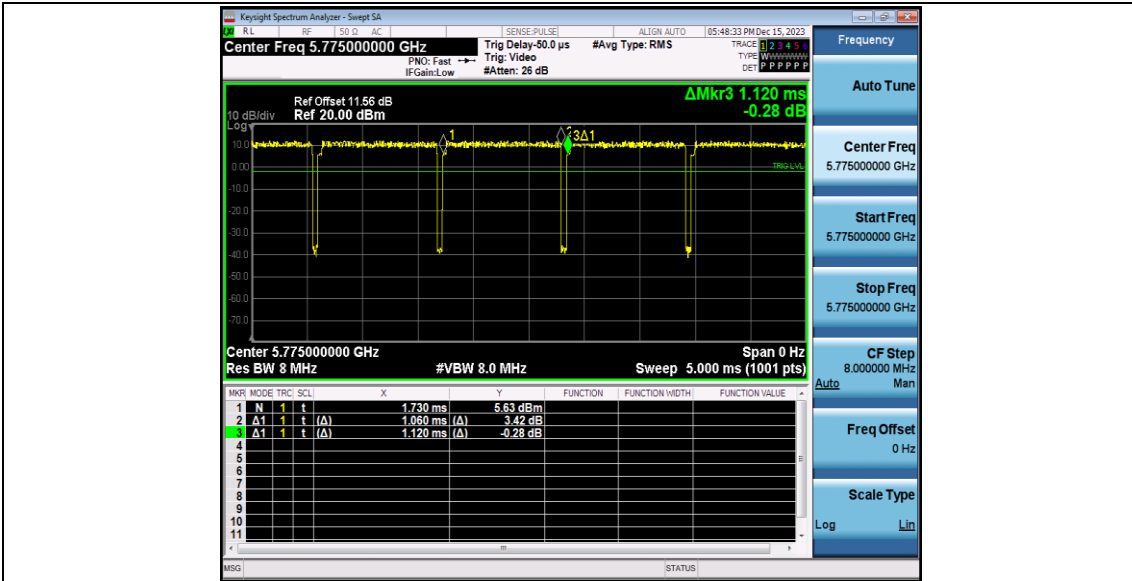 Keysight Spectrum Analyzer - Swept SA
RL RF 50 Ω AC SENSE:PULSE ALIGN AUTO 05:48:33 PM Dec 15, 2023
Center Freq 5.775000000 GHz
PNO: Fast
IFGain:Low
Trig Delay-50.0 µs
Trig: Video
#Atten: 26 dB
#Avg Type: RMS
TRACE 1 2 3 4 5 6
TYPE WWWWWW
DET P P P P P P
ΔMkr3 1.120 ms
-0.28 dB
Ref Offset 11.56 dB
10 dB/div Ref 20.00 dBm
Log
1
2
3Δ1
10.0
0.00
TRIG LVL
-10.0
-20.0
-30.0
-40.0
-50.0
-60.0
-70.0
Center 5.775000000 GHz Span 0 Hz
Res BW 8 MHz #VBW 8.0 MHz Sweep 5.000 ms (1001 pts)
MKR MODE TRC SCL X Y FUNCTION FUNCTION WIDTH FUNCTION VALUE
1 N 1 t 1.730 ms 5.63 dBm
2 Δ1 1 t (Δ) 1.060 ms (Δ) 3.42 dB
3 Δ1 1 t (Δ) 1.120 ms (Δ) -0.28 dB
4
5
6
7
8
9
10
11
MSG STATUS
Frequency
Auto Tune
Center Freq
5.775000000 GHz
Start Freq
5.775000000 GHz
Stop Freq
5.775000000 GHz
CF Step
8.000000 MHz
Auto Man
Freq Offset
0 Hz
Scale Type
Log Lin